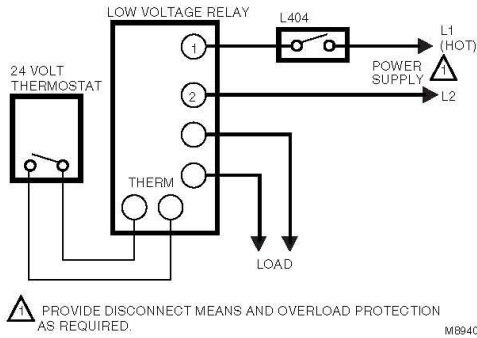 LOW VOLTAGE RELAY
L404
1
L1
(HOT)
24 VOLT
THERMOSTAT
POWER
SUPPLY
1
2
L2
THERM
LOAD
1 PROVIDE DISCONNECT MEANS AND OVERLOAD PROTECTION
AS REQUIRED.
M8940